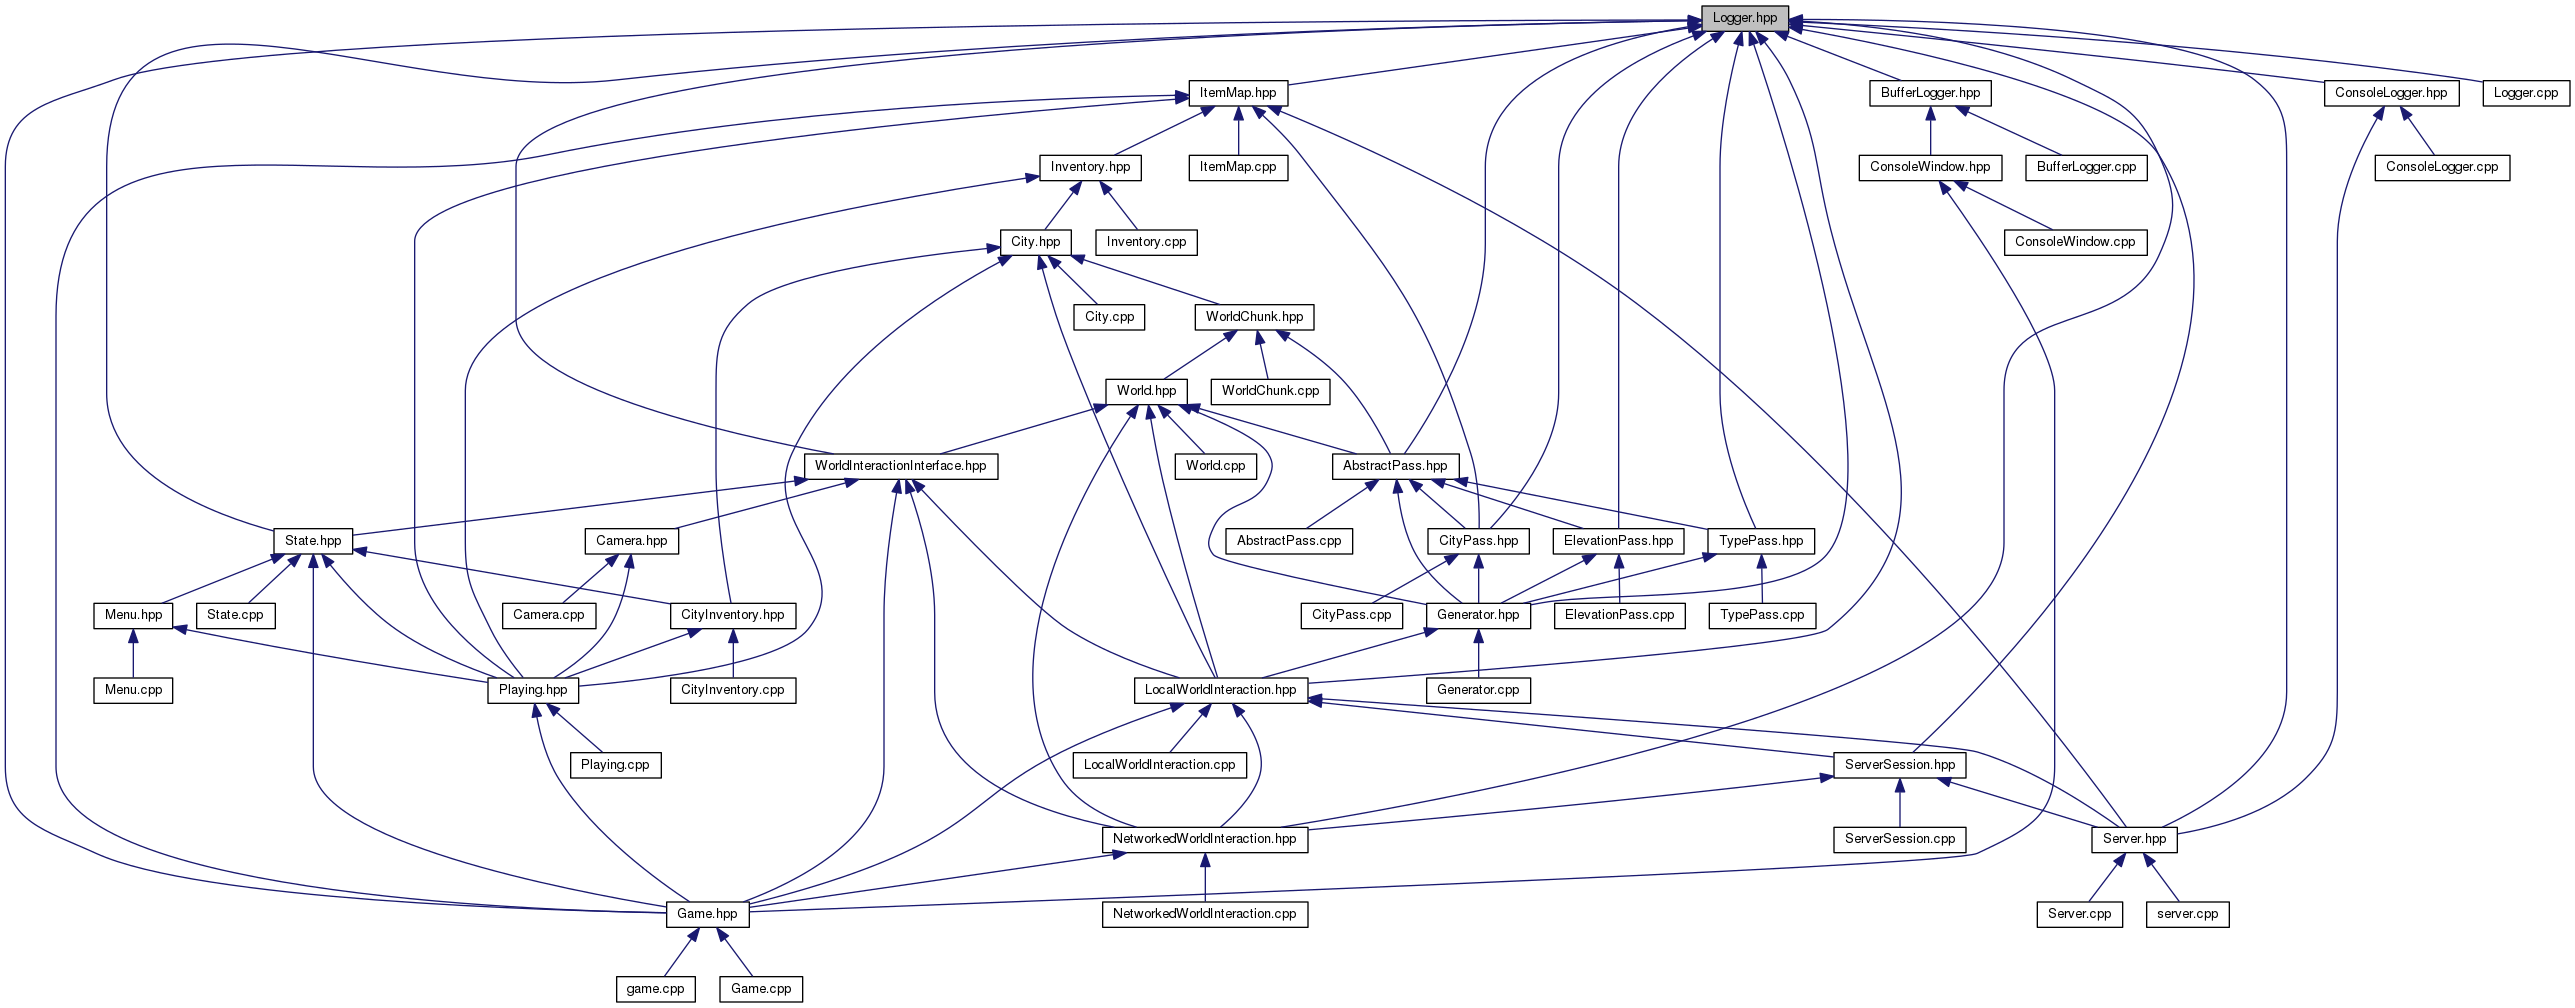 Logger.hpp
ItemMap.hpp
BufferLogger.hpp
ConsoleLogger.hpp
Logger.cpp
Inventory.hpp
ItemMap.cpp
ConsoleWindow.hpp
BufferLogger.cpp
ConsoleLogger.cpp
City.hpp
Inventory.cpp
ConsoleWindow.cpp
City.cpp
WorldChunk.hpp
World.hpp
WorldChunk.cpp
WorldInteractionInterface.hpp
World.cpp
AbstractPass.hpp
State.hpp
Camera.hpp
AbstractPass.cpp
CityPass.hpp
ElevationPass.hpp
TypePass.hpp
Menu.hpp
State.cpp
Camera.cpp
CityInventory.hpp
CityPass.cpp
Generator.hpp
ElevationPass.cpp
TypePass.cpp
Menu.cpp
Playing.hpp
CityInventory.cpp
LocalWorldInteraction.hpp
Generator.cpp
Playing.cpp
LocalWorldInteraction.cpp
ServerSession.hpp
NetworkedWorldInteraction.hpp
ServerSession.cpp
Server.hpp
Game.hpp
NetworkedWorldInteraction.cpp
Server.cpp
server.cpp
game.cpp
Game.cpp